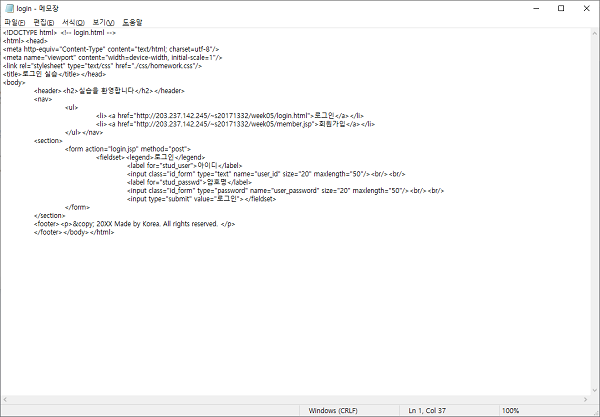 login - 메모장
파일(F) 편집(E) 서식(O) 보기(V) 도움말
<!DOCTYPE html> <!-- login.html -->
<html><head>
<meta http-equiv="Content-Type" content="text/html; charset=utf-8"/>
<meta name="viewport" content="width=device-width, initial-scale=1"/>
<link rel="stylesheet" type="text/css" href="./css/homework.css"/>
<title>로그인 실습</title></head>
<body>
<header><h2>실습을 환영합니다</h2></header>
<nav>
<ul>
<li><a href="http://203.237.142.245/~s20171332/week05/login.html">로그인</a></li>
<li><a href="http://203.237.142.245/~s20171332/week05/member.jsp">회원가입</a></li>
</ul></nav>
<section>
<form action="login.jsp" method="post">
<fieldset><legend>로그인</legend>
<label for="stud_user">아이디</label>
<input class="id_form" type="text" name="user_id" size="20" maxlength="50"/><br/>
<label for="stud_passwd">암호명</label>
<input class="id_form" type="password" name="user_password" size="20" maxlength="50"/><br/><br/>
<input type="submit" value="로그인"></fieldset>
</form>
</section>
<footer><p>&copy; 20XX Made by Korea. All rights reserved. </p>
</footer></body></html>
Windows (CRLF) Ln 1, Col 37 100%